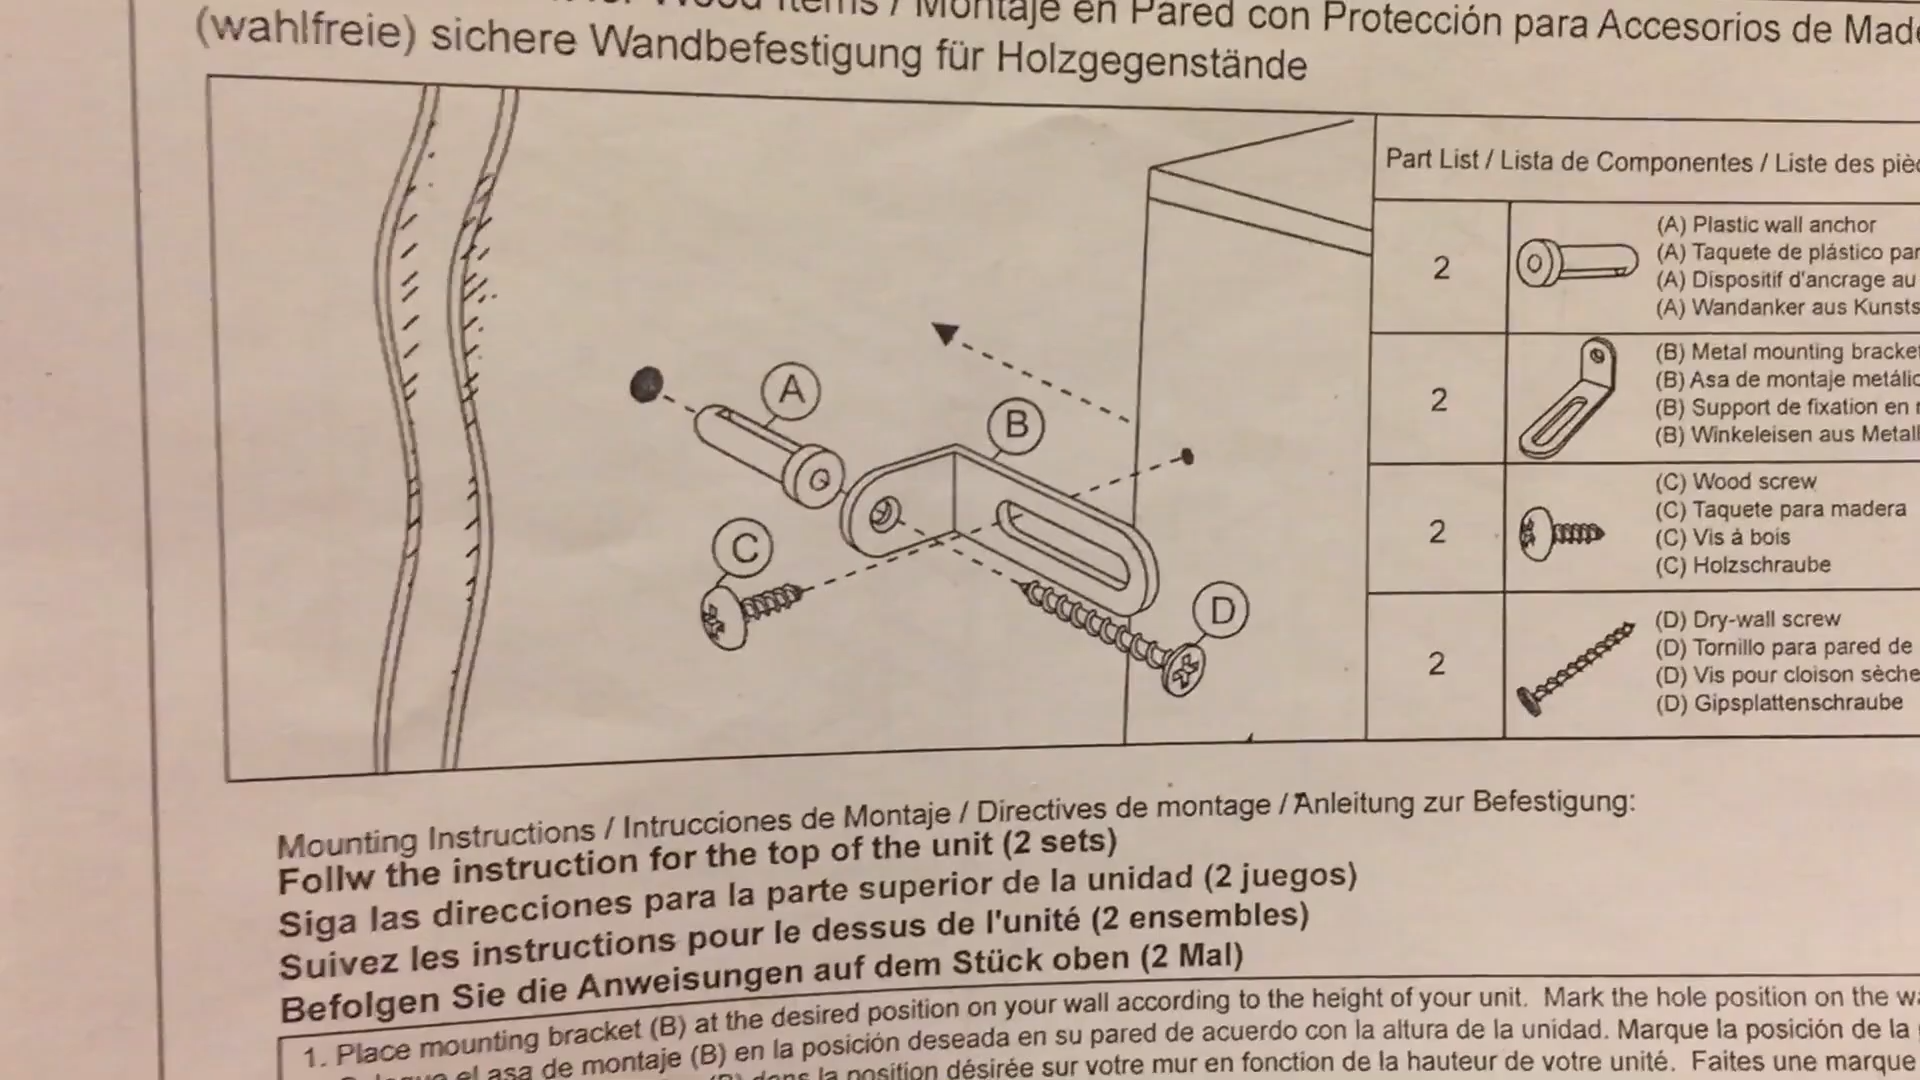 Wood Items / Montaje en Pared con Protección para Accesorios de
(wahlfreie) sichere Wandbefestigung für Holzgegenstände
Part List / Lista de Componentes / Liste des
2
(A) Plastic wall anchor
(A) Taquete de plástico
(A) Dispositif d'ancrage au
(A) Wandanker aus
2
(B) Metal mounting
(B) Asa de montaje
(B) Support de fixation en
(B) Winkeleisen aus
2
(C) Wood screw
(C) Taquete para madera
(C) Vis à bois
(C) Holzschraube
2
(D) Dry-wall screw
(D) Tornillo para pared de
(D) Vis pour cloison sèche
(D) Gipsplattenschraube
A
B
C
D
Mounting Instructions / Intrucciones de Montaje / Directives de montage / Anleitung zur Befestigung:
Follw the instruction for the top of the unit (2 sets)
Siga las direcciones para la parte superior de la unidad (2 juegos)
Suivez les instructions pour le dessus de l'unité (2 ensembles)
Befolgen Sie die Anweisungen auf dem Stück oben (2 Mal)
1. Place mounting bracket (B) at the desired position on your wall according to the height of your unit. Mark the hole position on the
el asa de montaje (B) en la posición deseada en su pared de acuerdo con la altura de la unidad. Marque la posición de la
dans la position désirée sur votre mur en fonction de la hauteur de votre unité. Faites une marque